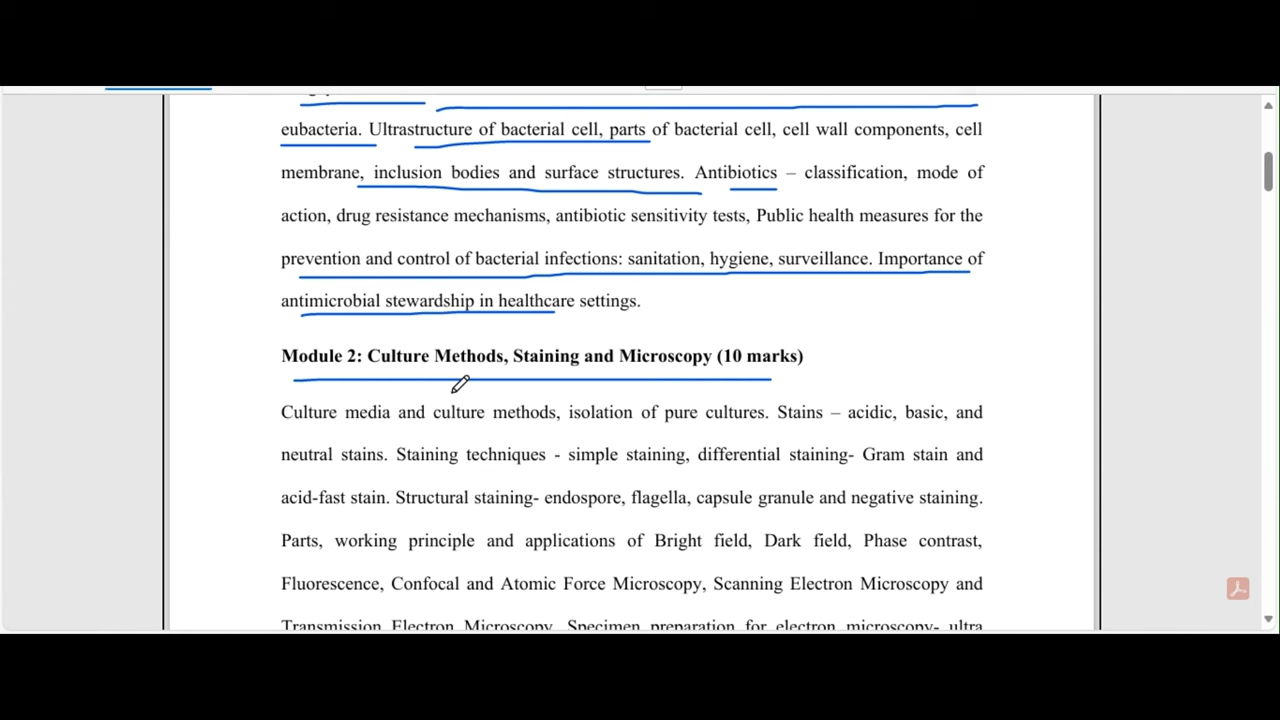 eubacteria. Ultrastructure of bacterial cell, parts of bacterial cell, cell wall components, cell
membrane, inclusion bodies and surface structures. Antibiotics – classification, mode of
action, drug resistance mechanisms, antibiotic sensitivity tests, Public health measures for the
prevention and control of bacterial infections: sanitation, hygiene, surveillance. Importance of
antimicrobial stewardship in healthcare settings.
Module 2: Culture Methods, Staining and Microscopy (10 marks)
Culture media and culture methods, isolation of pure cultures. Stains – acidic, basic, and
neutral stains. Staining techniques - simple staining, differential staining- Gram stain and
acid-fast stain. Structural staining- endospore, flagella, capsule granule and negative staining.
Parts, working principle and applications of Bright field, Dark field, Phase contrast,
Fluorescence, Confocal and Atomic Force Microscopy, Scanning Electron Microscopy and
Transmission Electron Microscopy. Specimen preparation for electron microscopy- ultra